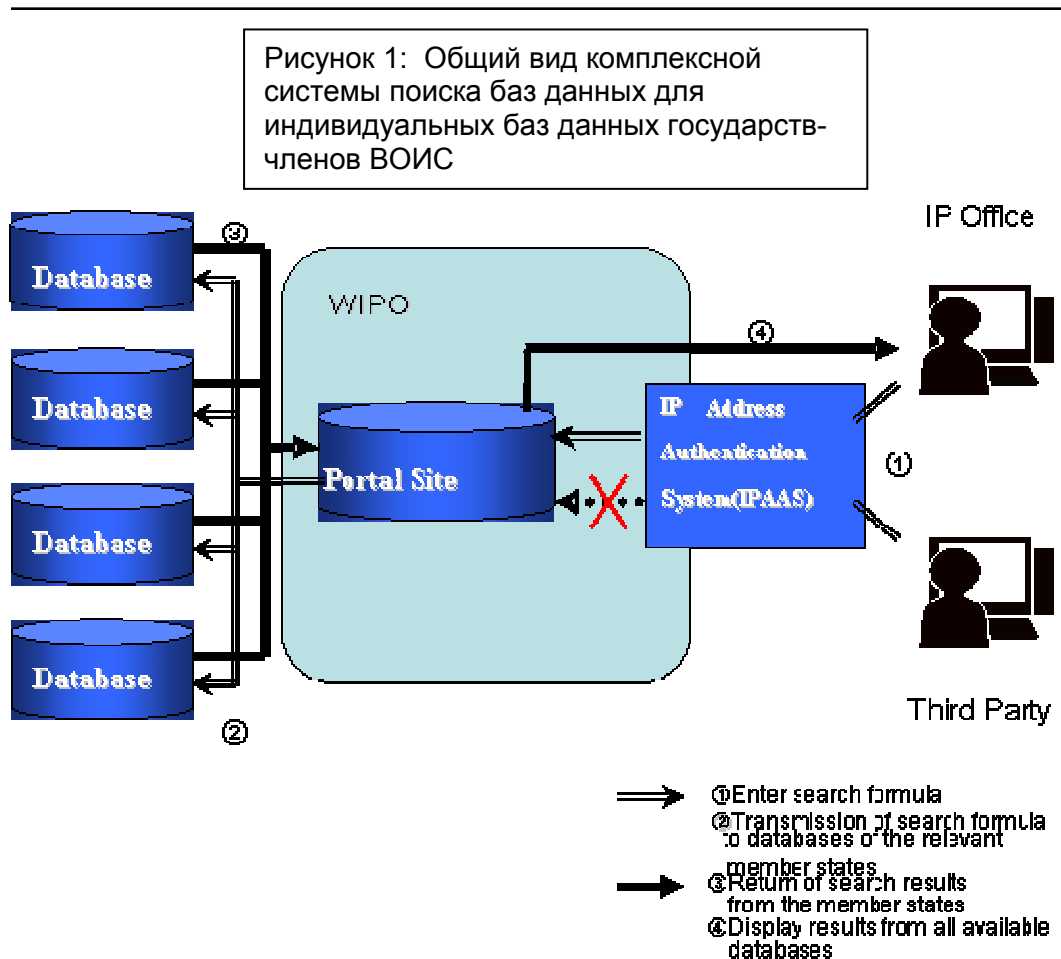 Рисунок 1: Общий вид комплексной
системы поиска баз данных для
индивидуальных баз данных государств-
членов ВОИС
IP Office
③
Database
WIPO
④
Database
IP Address
Authentication
System(IPAAS)
①
Portal Site
Database
Database
②
Third Party
①Enter search formula
②Transmission of search formula
to databases of the relevant
member states
③Return of search results
from the member states
④Display results from all available
databases